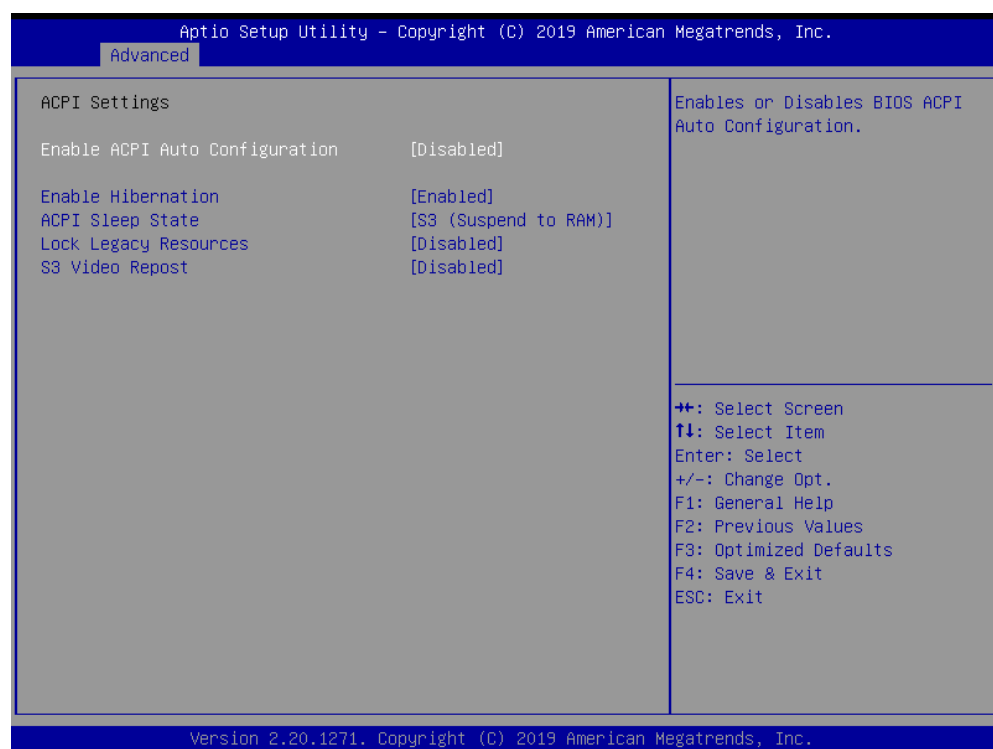 Aptio Setup Utility – Copyright (C) 2019 American Megatrends, Inc.
Advanced
ACPI Settings
Enable ACPI Auto Configuration [Disabled]
Enable Hibernation [Enabled]
ACPI Sleep State [S3 (Suspend to RAM)]
Lock Legacy Resources [Disabled]
S3 Video Repost [Disabled]
Enables or Disables BIOS ACPI
Auto Configuration.
→←: Select Screen
↑↓: Select Item
Enter: Select
+/-: Change Opt.
F1: General Help
F2: Previous Values
F3: Optimized Defaults
F4: Save & Exit
ESC: Exit
Version 2.20.1271. Copyright (C) 2019 American Megatrends, Inc.